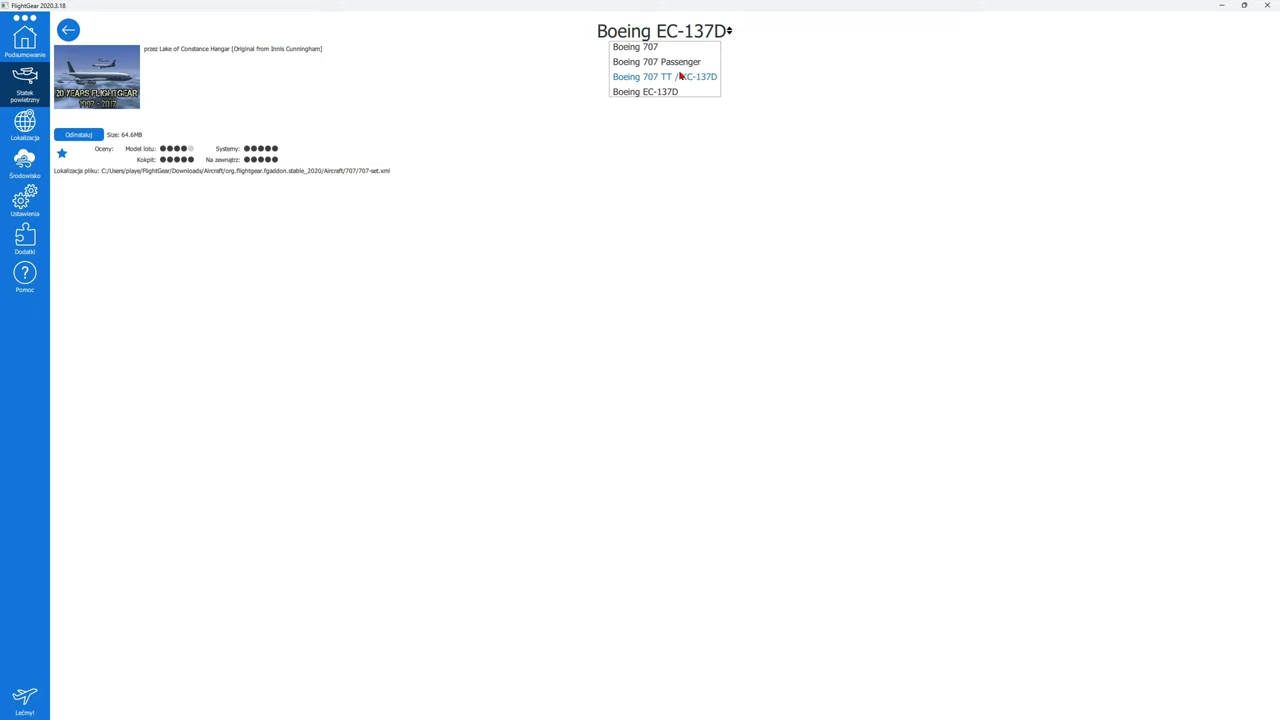 FlightGear 2020.3.18
Podsumowanie
Statek
powietrzny
Lokalizacja
Środowisko
Ustawienia
Dodatki
?
Pomoc
Lećmy!
Boeing EC-137D
Boeing 707
Boeing 707 Passenger
Boeing 707 TT / KC-137D
Boeing EC-137D
przez Lake of Constance Hangar [Original from Innis Cunningham]
20 YEARS FLIGHTGEAR
1997 - 2017
Odinstaluj Size: 64.6MB
Oceny: Model lotu: Systemy:
Kokpit: Na zewnątrz:
Lokalizacja pliku: C:/Users/playe/FlightGear/Downloads/Aircraft/org.flightgear.fgaddon.stable_2020/Aircraft/707/707-set.xml